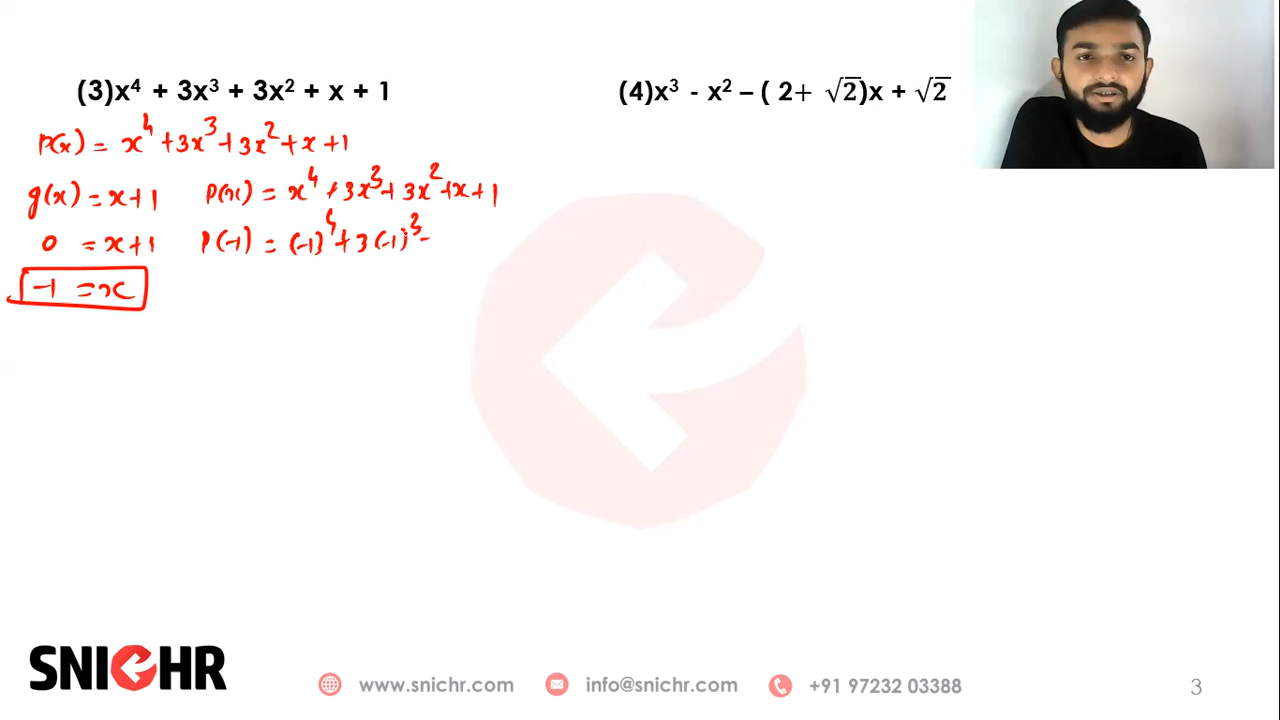 (3)x⁴ + 3x³ + 3x² + x + 1
p(x) = x⁴ + 3x³ + 3x² + x + 1
g(x) = x + 1
0 = x + 1
-1 = x
p(x) = x⁴ + 3x³ + 3x² + x + 1
p(-1) = (-1)⁴ + 3(-1)³ -
(4)x³ - x² – ( 2+ √2)x + √2
SNICHR
www.snichr.com
info@snichr.com
+91 97232 03388
3